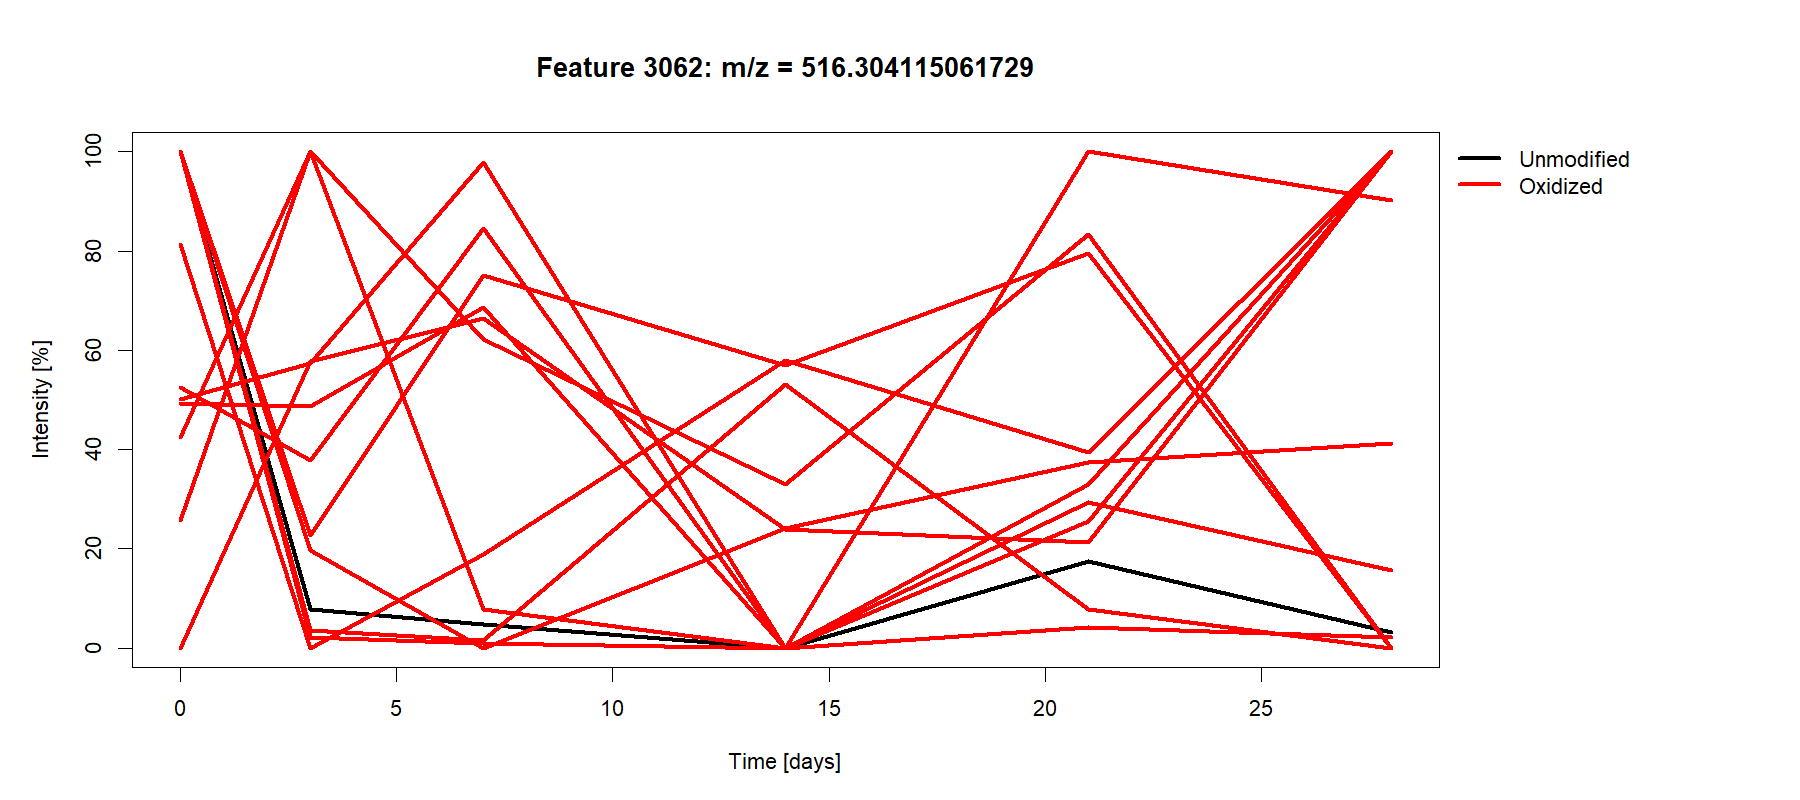 Feature 3062: m/z = 516.304115061729
Unmodified
Oxidized
Intensity [%]
100
80
60
40
20
0
0 5 10 15 20 25
Time [days]